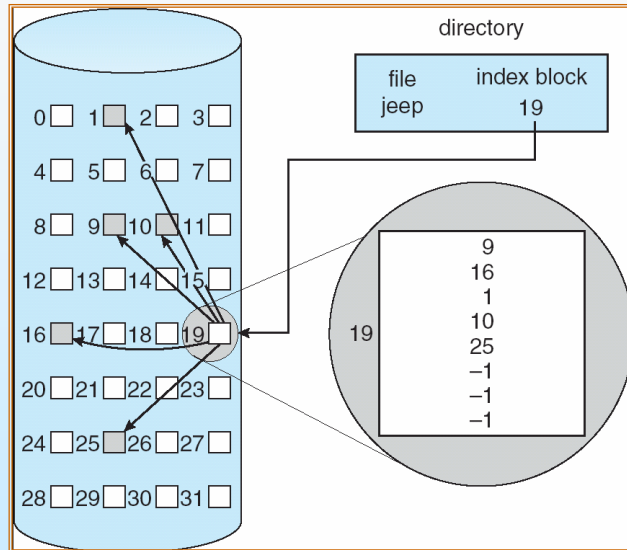 directory
file index block
jeep 19
0 1 2 3
4 5 6 7
8 9 10 11
12 13 14 15
16 17 18 19
20 21 22 23
24 25 26 27
28 29 30 31
19
9
16
1
10
25
–1
–1
–1